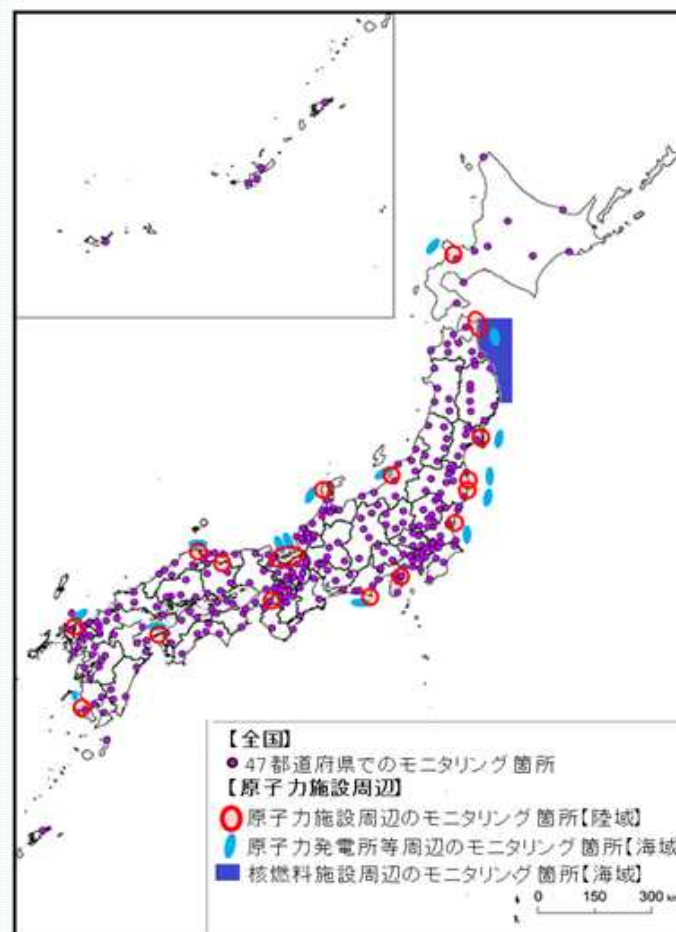 【全国】
47都道府県でのモニタリング箇所
【原子力施設周辺】
原子力施設周辺のモニタリング箇所【陸域】
原子力発電所等周辺のモニタリング箇所【海域
核燃料施設周辺のモニタリング箇所【海域】
0 150 300 km